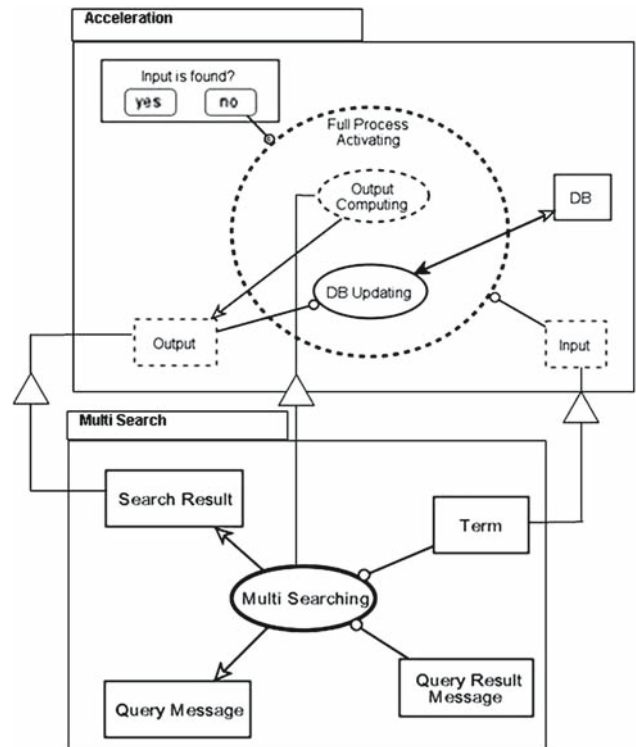 Acceleration
Input is found?
yes no
Full Process
Activating
Output
Computing
DB
DB Updating
Output
Input
Multi Search
Search Result
Term
Multi Searching
Query Message
Query Result
Message